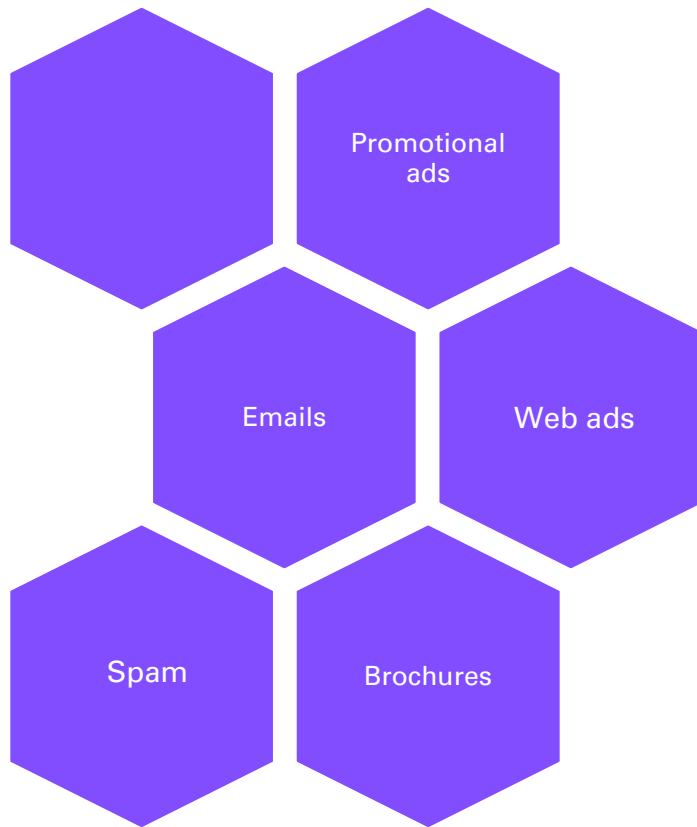 Promotional
ads
Emails
Web ads
Spam
Brochures